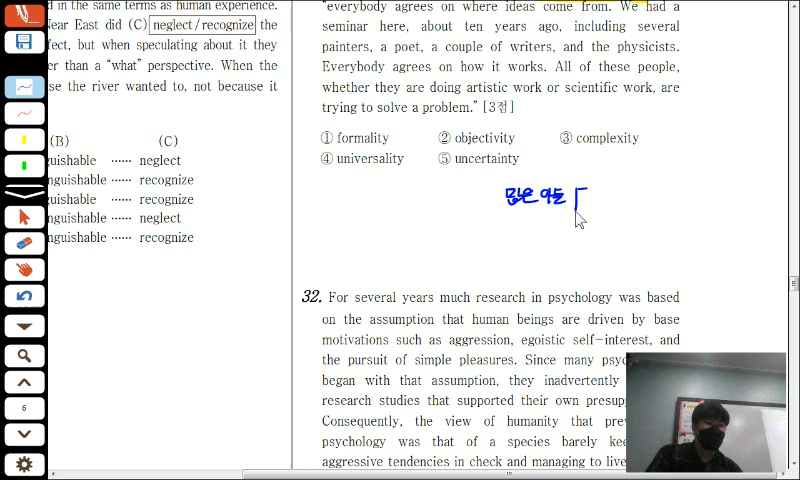 d in the same terms as human experience.
Near East did (C) neglect / recognize the
fect, but when speculating about it they
er than a “what” perspective. When the
se the river wanted to, not because it
(B) (C)
guishable ······ neglect
nguishable ······ recognize
guishable ······ recognize
nguishable ······ neglect
nguishable ······ recognize
6
“everybody agrees on where ideas come from. We had a
seminar here, about ten years ago, including several
painters, a poet, a couple of writers, and the physicists.
Everybody agrees on how it works. All of these people,
whether they are doing artistic work or scientific work, are
trying to solve a problem.” [3점]
① formality ② objectivity ③ complexity
④ universality ⑤ uncertainty
많은 아들
32. For several years much research in psychology was based
on the assumption that human beings are driven by base
motivations such as aggression, egoistic self-interest, and
the pursuit of simple pleasures. Since many psyc
began with that assumption, they inadvertently
research studies that supported their own presup
Consequently, the view of humanity that pre
psychology was that of a species barely kee
aggressive tendencies in check and managing to live